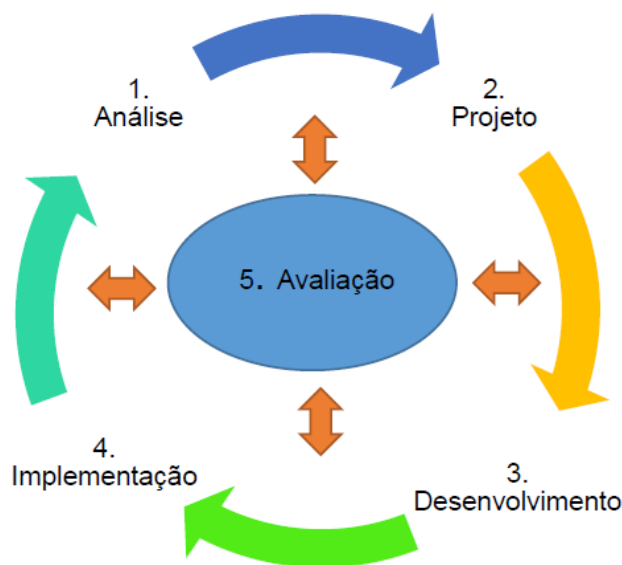 1.
Análise
2.
Projeto
5. Avaliação
4.
Implementação
3.
Desenvolvimento